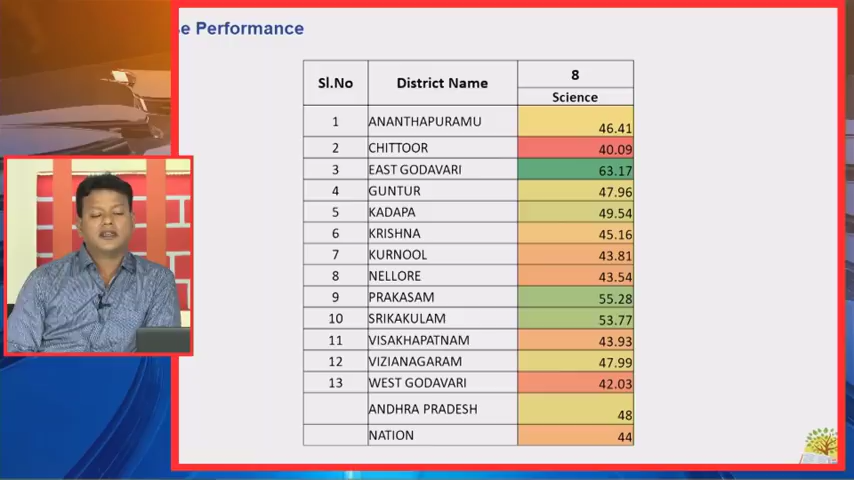 se Performance
Sl.No District Name 8
Science
1 ANANTHAPURAMU 46.41
2 CHITTOOR 40.09
3 EAST GODAVARI 63.17
4 GUNTUR 47.96
5 KADAPA 49.54
6 KRISHNA 45.16
7 KURNOOL 43.81
8 NELLORE 43.54
9 PRAKASAM 55.28
10 SRIKAKULAM 53.77
11 VISAKHAPATNAM 43.93
12 VIZIANAGARAM 47.99
13 WEST GODAVARI 42.03
ANDHRA PRADESH 48
NATION 44